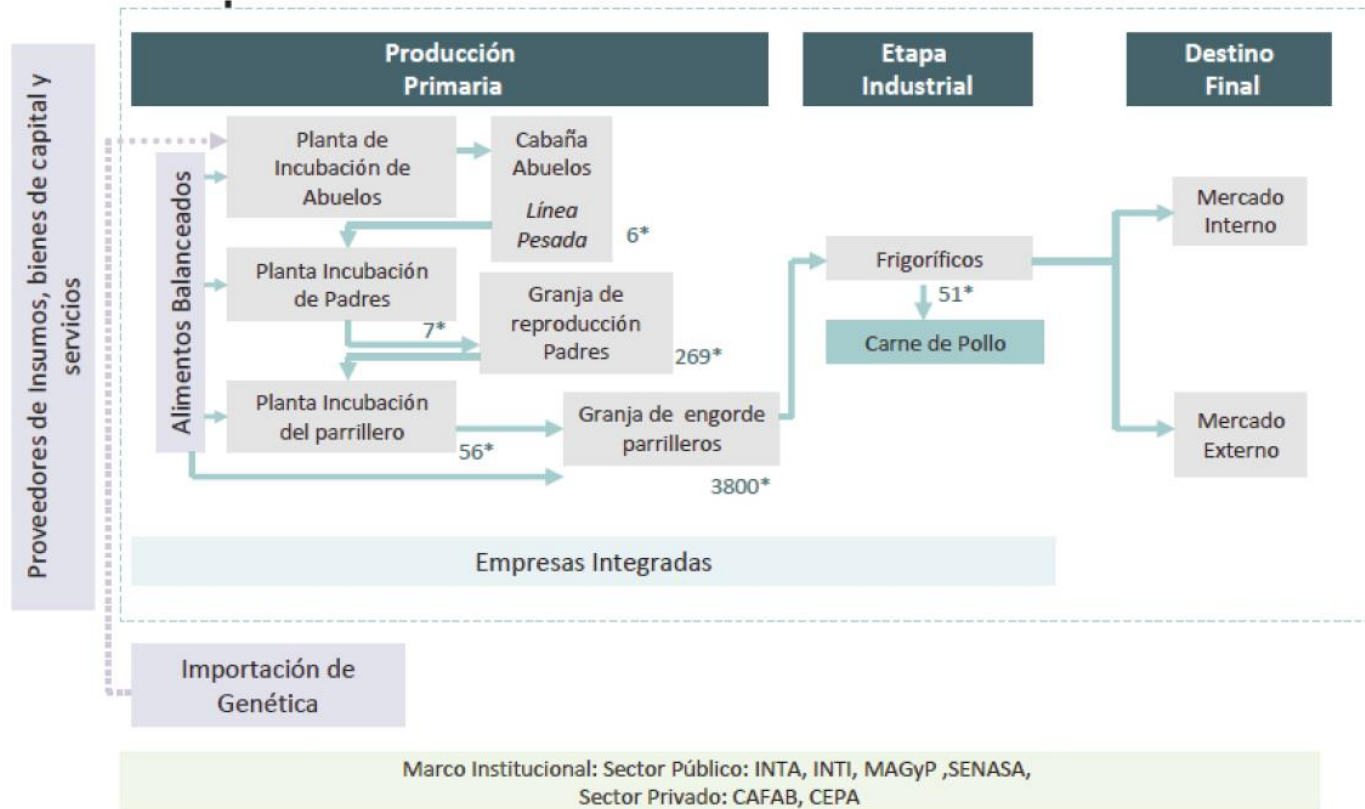 Proveedores de Insumos, bienes de capital y
servicios
Producción
Primaria
Etapa
Industrial
Destino
Final
Alimentos Balanceados
Planta de
Incubación de
Abuelos
Cabaña
Abuelos
Línea
Pesada
6*
Planta Incubación
de Padres
7*
Granja de
reproducción
Padres
269*
Planta Incubación
del parrillero
56*
Granja de engorde
parrilleros
3800*
Frigoríficos
51*
Carne de Pollo
Mercado
Interno
Mercado
Externo
Empresas Integradas
Importación de
Genética
Marco Institucional: Sector Público: INTA, INTI, MAGyP ,SENASA,
Sector Privado: CAFAB, CEPA